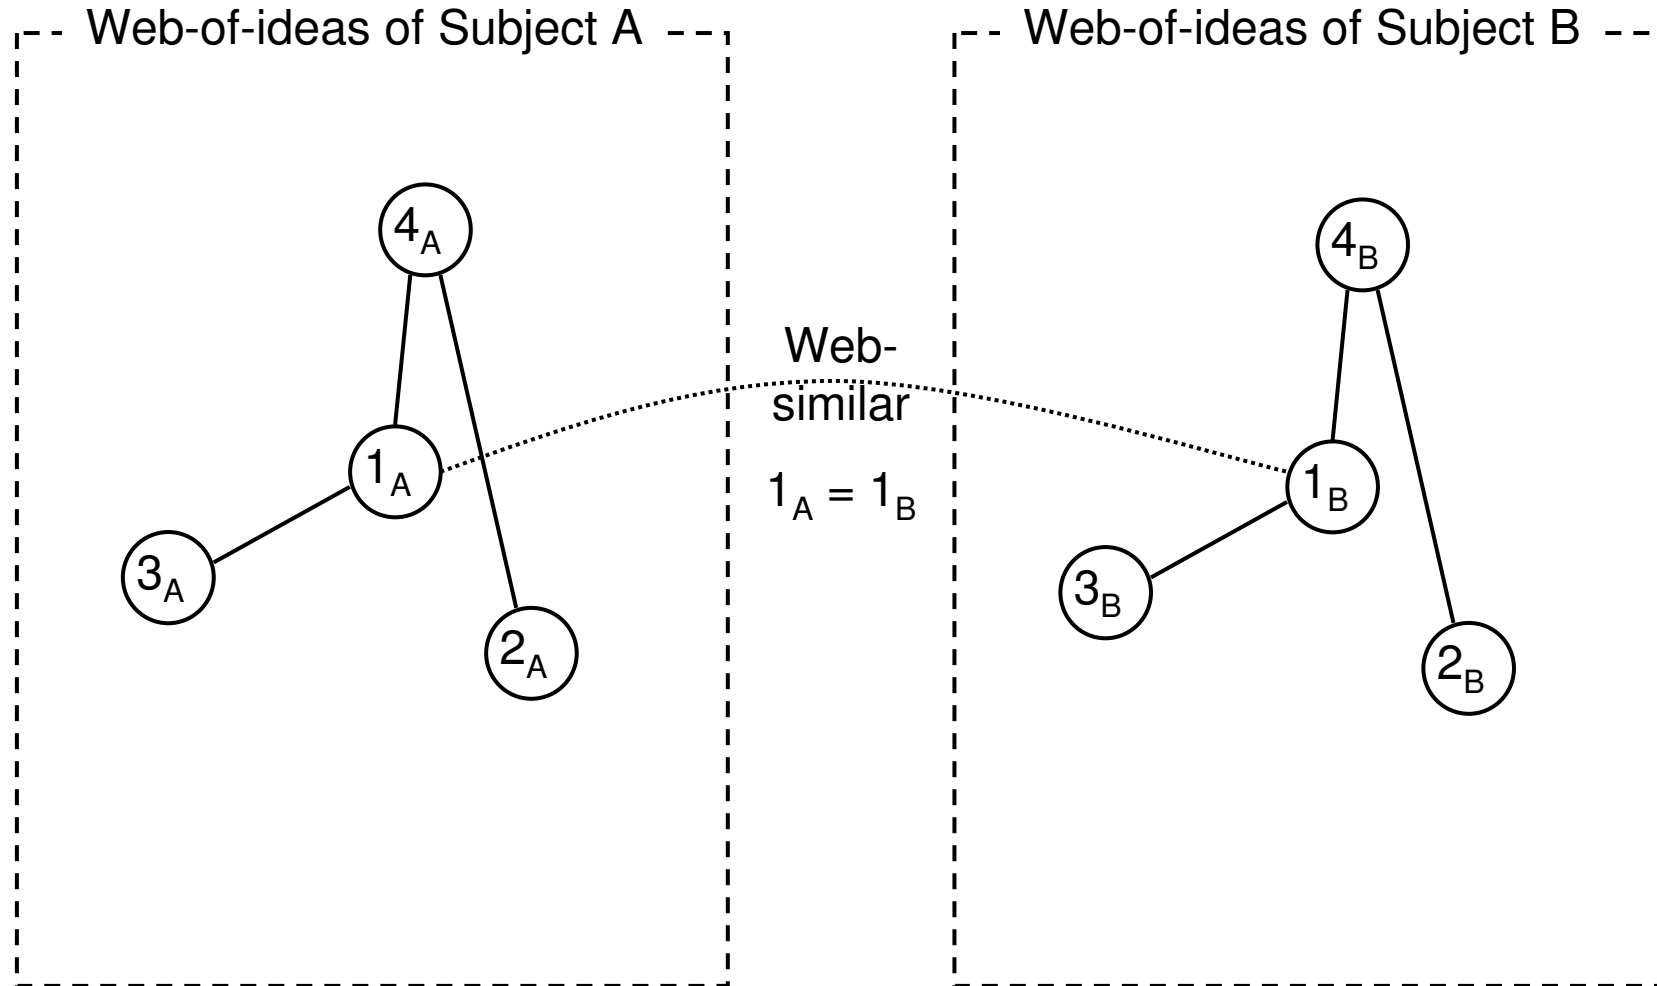 Web-of-ideas of Subject A
Web-of-ideas of Subject B
4A
4B
Web-
similar
1A
1A = 1B
1B
3A
3B
2A
2B